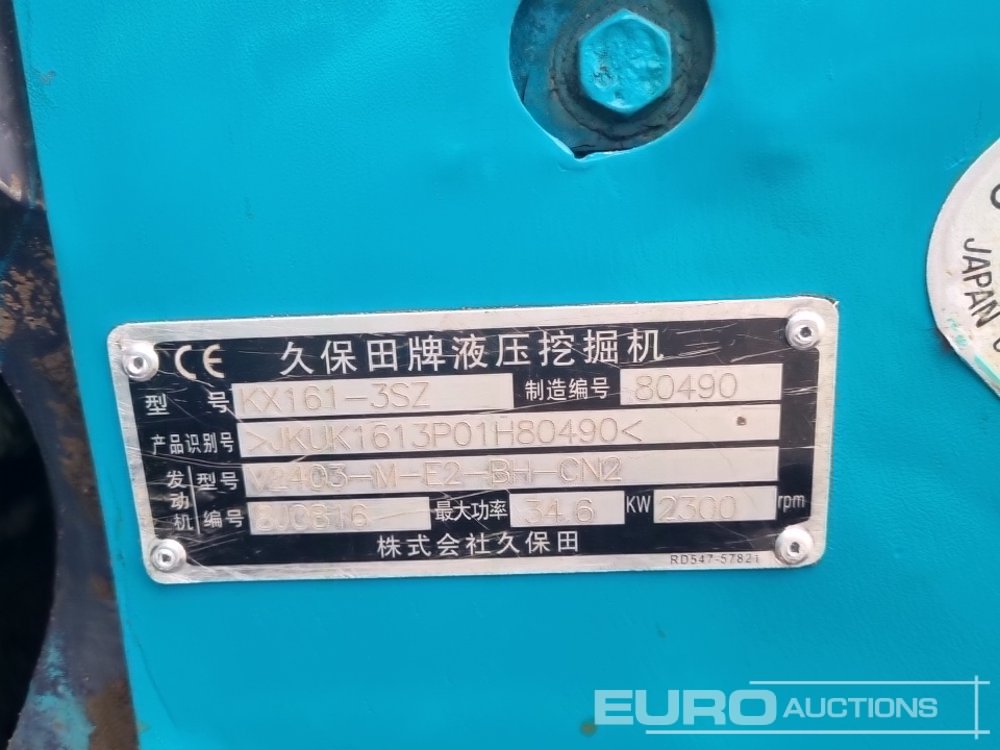 CE 久保田牌液压挖掘机
型号 KX161-3SZ 制造编号 80490
产品识别号 >JKUK1613P01H80490<
发动机 型号 V2403-M-E2-BH-CN2
编号 最大功率 34.6 KW 2300 rpm
株式会社久保田
RD547-57821
JAPAN
EURO AUCTIONS